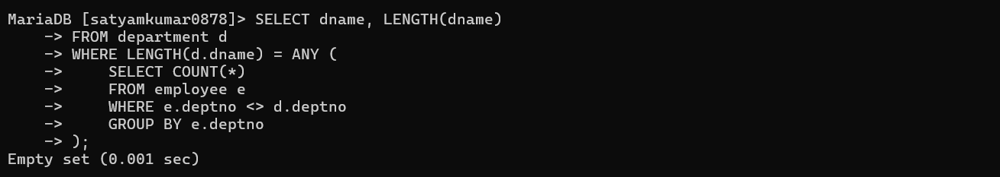 MariaDB [satyamkumar0878]> SELECT dname, LENGTH(dname)
    -> FROM department d
    -> WHERE LENGTH(d.dname) = ANY (
    ->     SELECT COUNT(*)
    ->     FROM employee e
    ->     WHERE e.deptno <> d.deptno
    ->     GROUP BY e.deptno
    -> );
Empty set (0.001 sec)